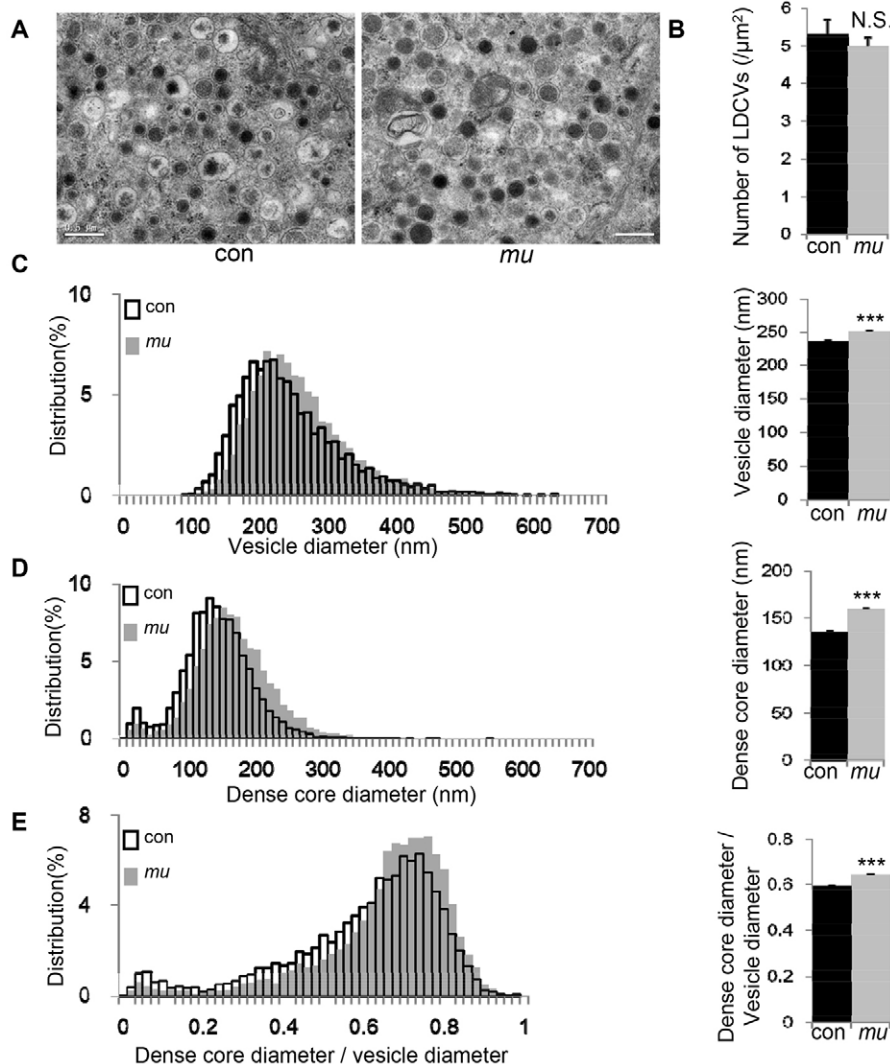 A
0.5 µm
con
mu
B
Number of LDCVs (/µm²)
6
5
4
3
2
1
0
N.S.
con
mu
C
Distribution(%)
10
5
0
con
mu
0 100 200 300 400 500 600 700
Vesicle diameter (nm)
Vesicle diameter (nm)
300
250
200
150
100
50
0
***
con
mu
D
Distribution(%)
10
5
0
con
mu
0 100 200 300 400 500 600 700
Dense core diameter (nm)
Dense core diameter (nm)
200
150
100
50
0
***
con
mu
E
Distribution(%)
8
4
0
con
mu
0 0.2 0.4 0.6 0.8 1
Dense core diameter / vesicle diameter
Dense core diameter /
Vesicle diameter
0.8
0.6
0.4
0.2
0
***
con
mu